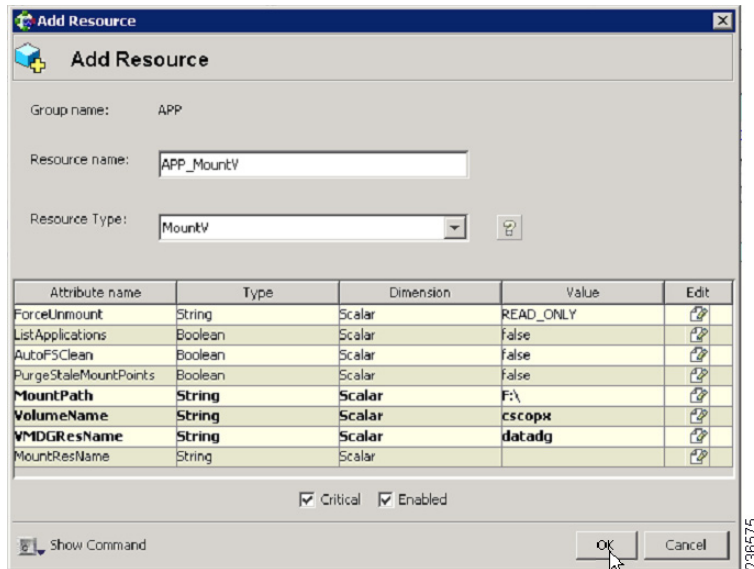 Add Resource
Add Resource
Group name: APP
Resource name: APP_MountV
Resource Type: MountV
Attribute name Type Dimension Value Edit
ForceUnmount String Scalar READ_ONLY
ListApplications Boolean Scalar false
AutoFSClean Boolean Scalar false
PurgeStaleMountPoints Boolean Scalar false
MountPath String Scalar F:\
VolumeName String Scalar cscopx
VMDGResName String Scalar datadg
MountResName String Scalar
Critical Enabled
Show Command OK Cancel
236575